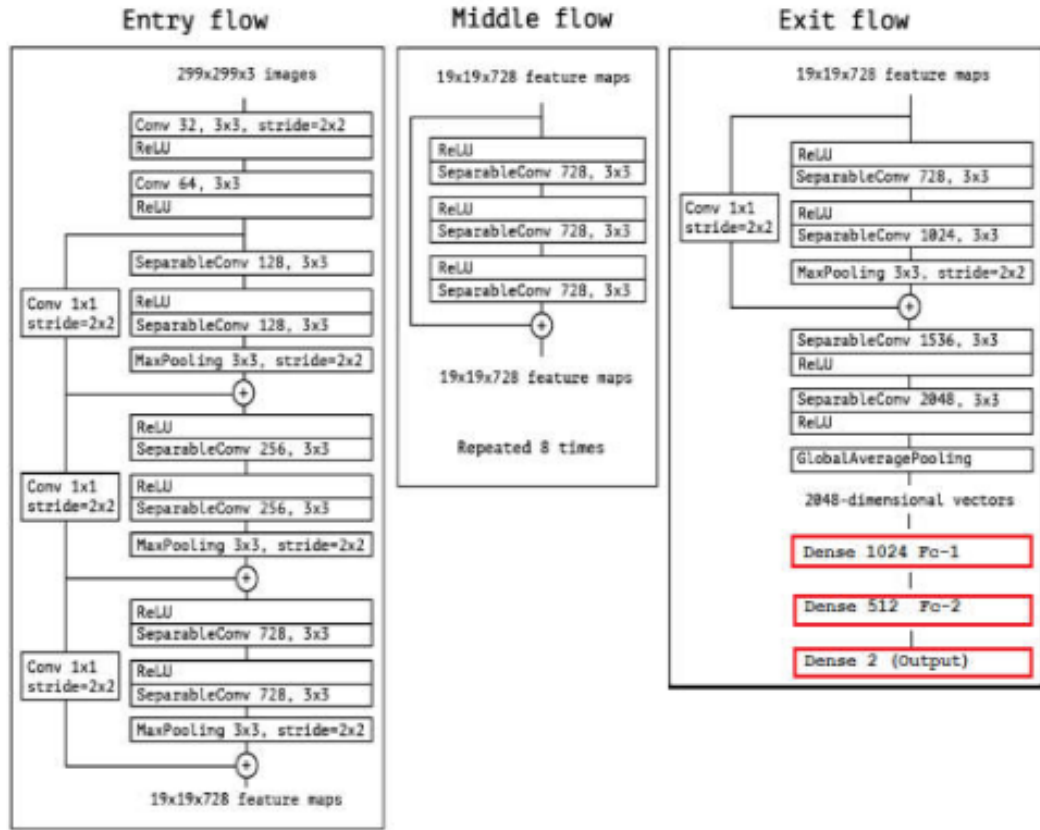 Entry flow
299x299x3 images
Conv 32, 3x3, stride=2x2
ReLU
Conv 64, 3x3
ReLU
SeparableConv 128, 3x3
Conv 1x1
stride=2x2
ReLU
SeparableConv 128, 3x3
MaxPooling 3x3, stride=2x2
+
ReLU
SeparableConv 256, 3x3
Conv 1x1
stride=2x2
ReLU
SeparableConv 256, 3x3
MaxPooling 3x3, stride=2x2
+
ReLU
SeparableConv 728, 3x3
Conv 1x1
stride=2x2
ReLU
SeparableConv 728, 3x3
MaxPooling 3x3, stride=2x2
+
19x19x728 feature maps
Middle flow
19x19x728 feature maps
ReLU
SeparableConv 728, 3x3
ReLU
SeparableConv 728, 3x3
ReLU
SeparableConv 728, 3x3
+
19x19x728 feature maps
Repeated 8 times
Exit flow
19x19x728 feature maps
ReLU
SeparableConv 728, 3x3
Conv 1x1
stride=2x2
ReLU
SeparableConv 1024, 3x3
MaxPooling 3x3, stride=2x2
+
SeparableConv 1536, 3x3
ReLU
SeparableConv 2048, 3x3
ReLU
GlobalAveragePooling
2048-dimensional vectors
Dense 1024 Fc-1
Dense 512 Fc-2
Dense 2 (Output)